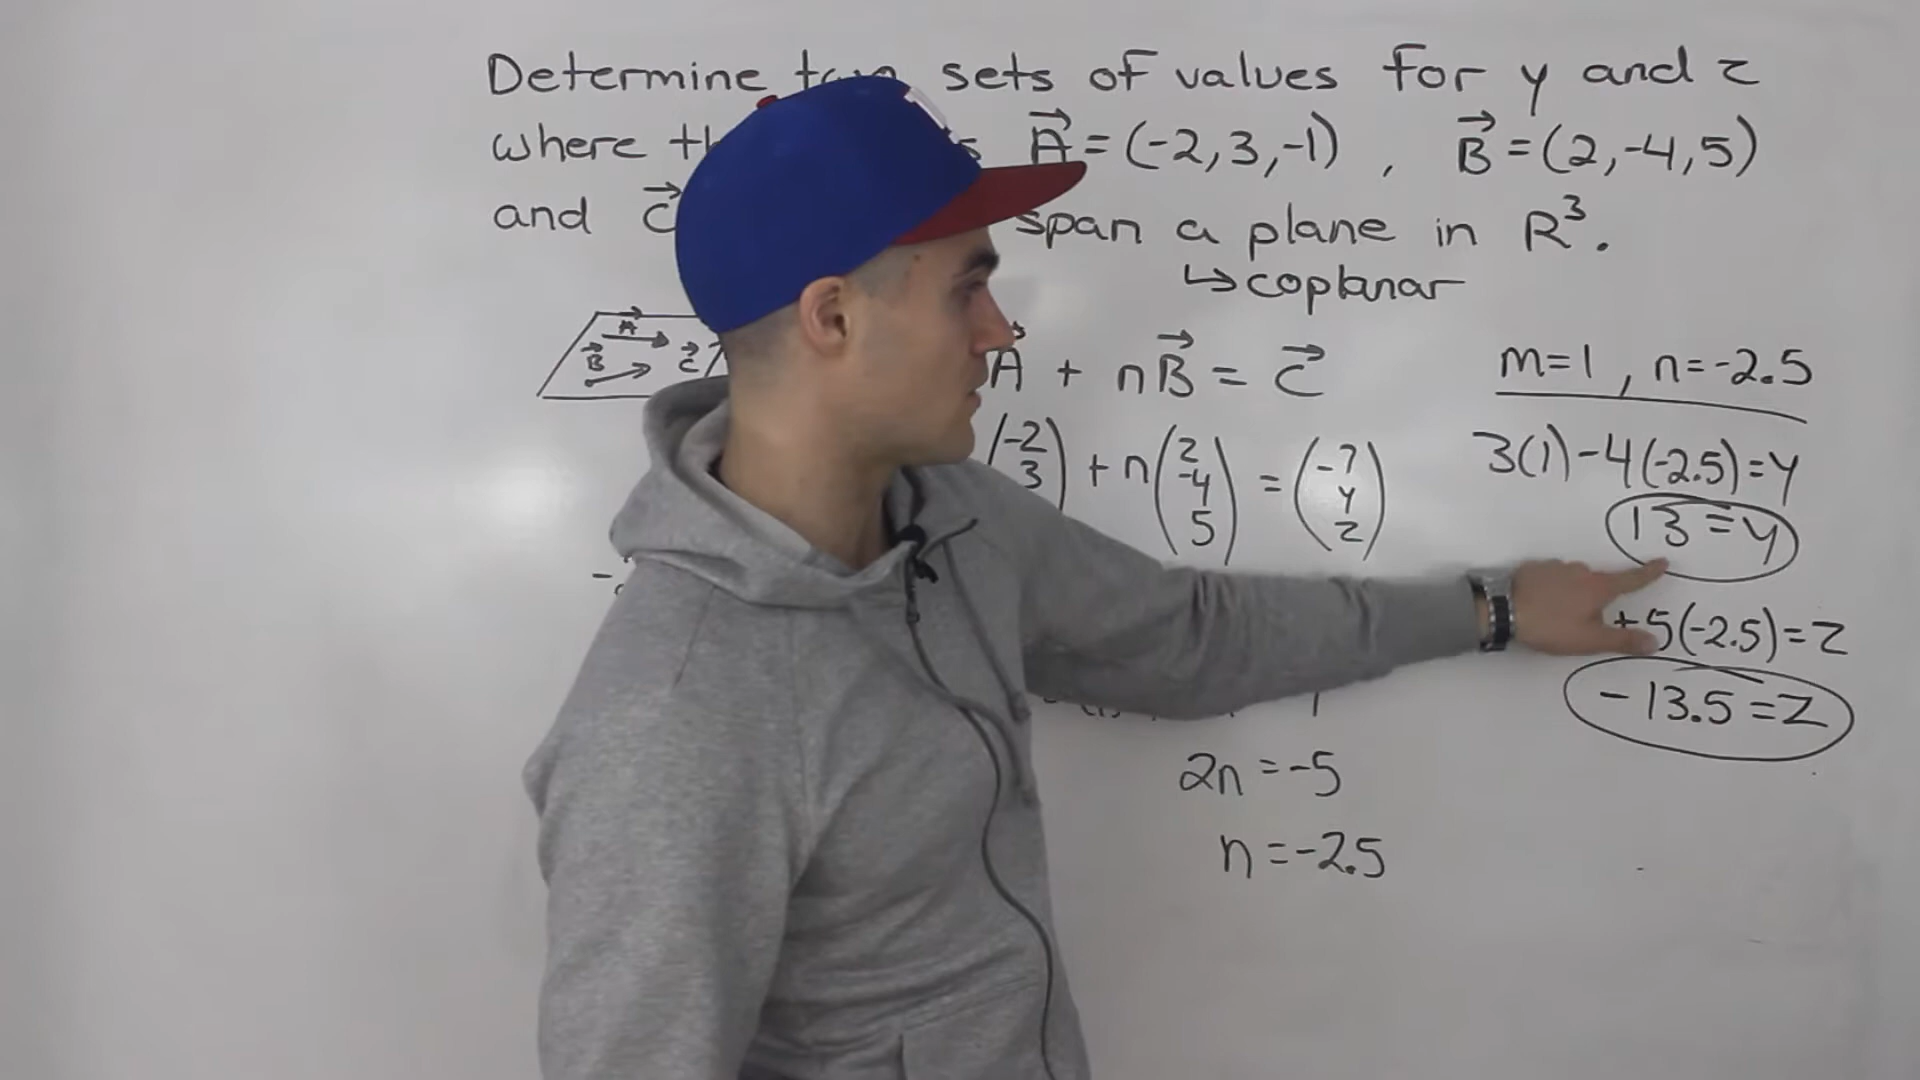 Determine two sets of values for y and z
where th A⃗ = (-2, 3, -1) , B⃗ = (2, -4, 5)
and C⃗ span a plane in R³.
↳ coplanar
A⃗
B⃗ C⃗
A⃗ + nB⃗ = C⃗
(-2 3) + n(2 -4 5) = (-7 y z)
2n = -5
n = -2.5
m=1 , n=-2.5
3(1) - 4(-2.5) = y
13 = y
+5(-2.5) = z
-13.5 = z